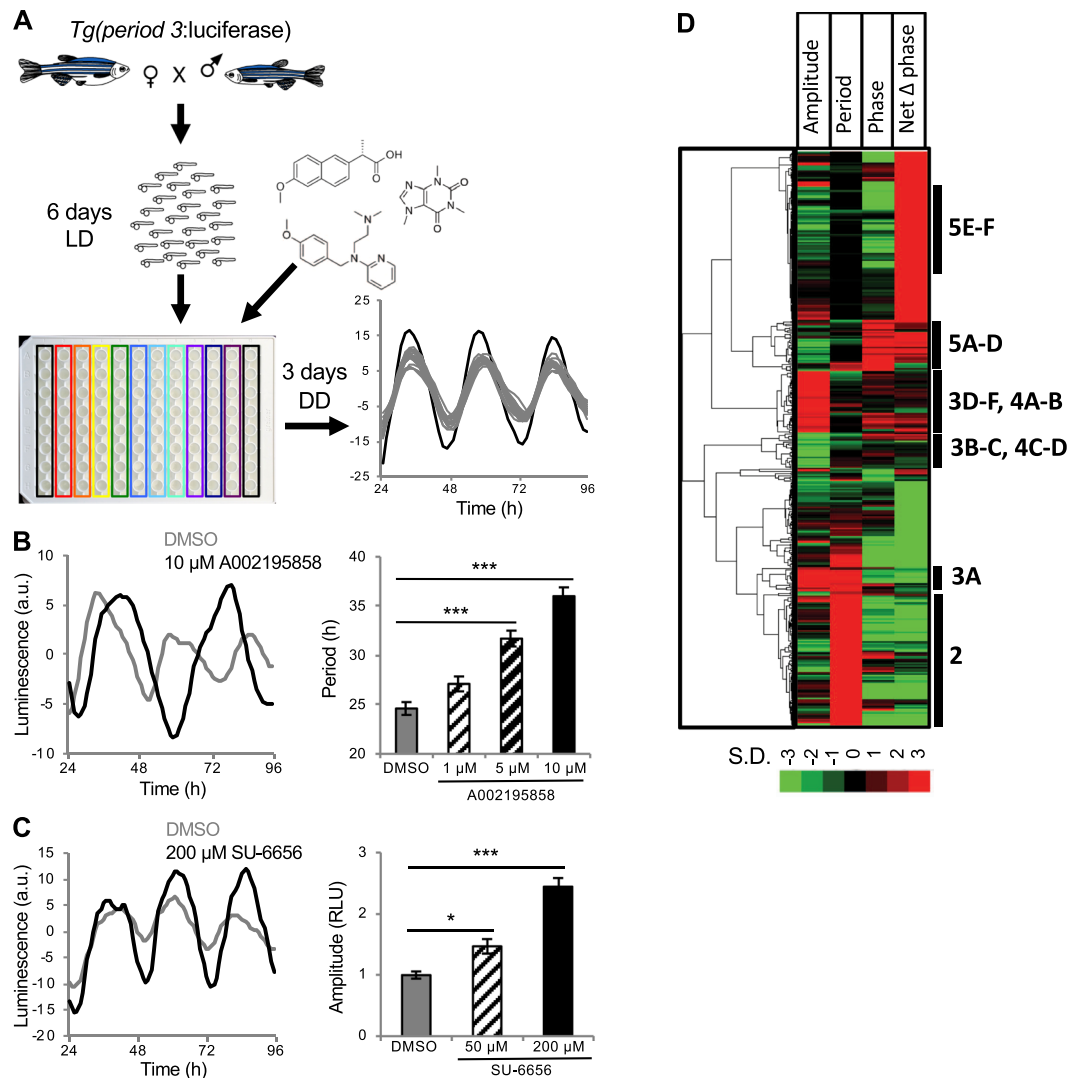 A
Tg(period 3:luciferase)
♀ X ♂
6 days
LD
OH
O
O
N
N
N
N
O
O
N
O
N
N
3 days
DD
25
15
5
-5
-15
-25
24 48 72 96
Time (h)
B
DMSO
10 µM A002195858
Luminescence (a.u.)
10
5
0
-5
-10
24 48 72 96
Time (h)
Period (h)
40
35
30
25
20
***
***
DMSO 1 µM 5 µM 10 µM
A002195858
C
DMSO
200 µM SU-6656
Luminescence (a.u.)
15
10
5
0
-5
-10
-15
-20
24 48 72 96
Time (h)
Amplitude (RLU)
3
2
1
0
***
*
DMSO 50 µM 200 µM
SU-6656
D
Amplitude
Period
Phase
Net Δ phase
5E-F
5A-D
3D-F, 4A-B
3B-C, 4C-D
3A
2
S.D. -3 -2 -1 0 1 2 3